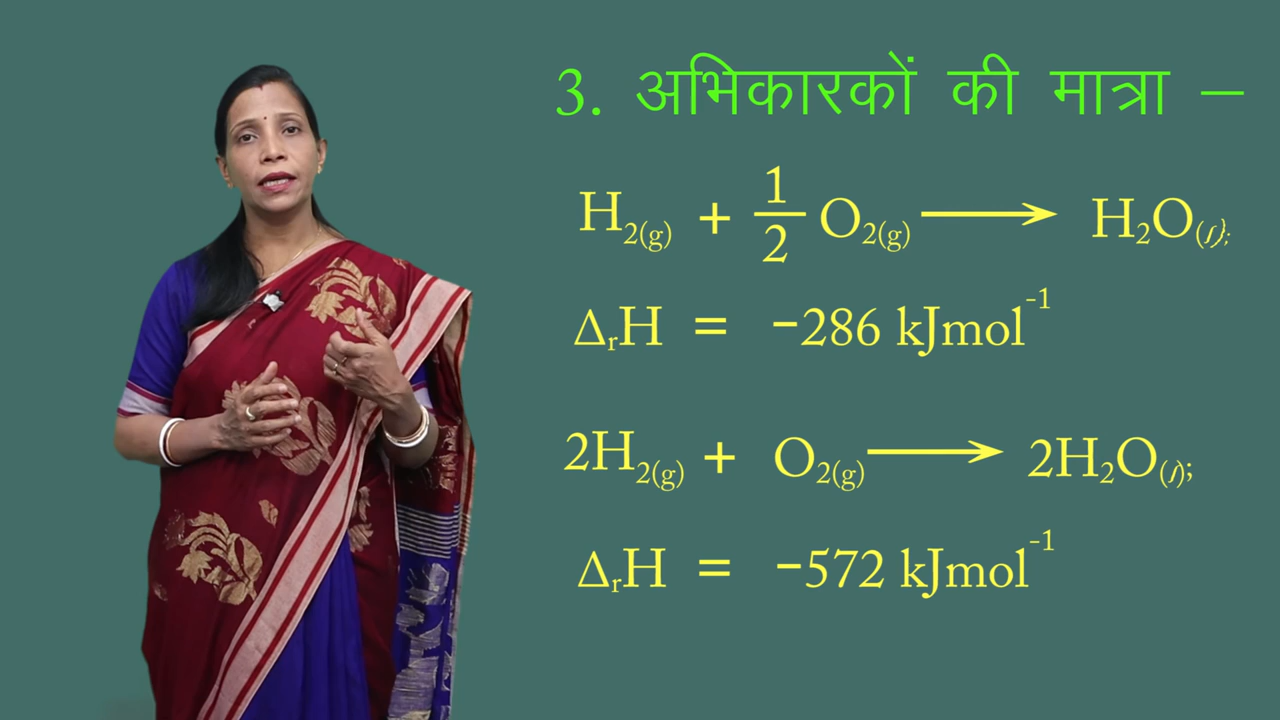 3. अभिकारकों की मात्रा –
H₂(g) + 1/2 O₂(g) ⟶ H₂O(l);
ΔᵣH = −286 kJmol⁻¹
2H₂(g) + O₂(g) ⟶ 2H₂O(l);
ΔᵣH = −572 kJmol⁻¹